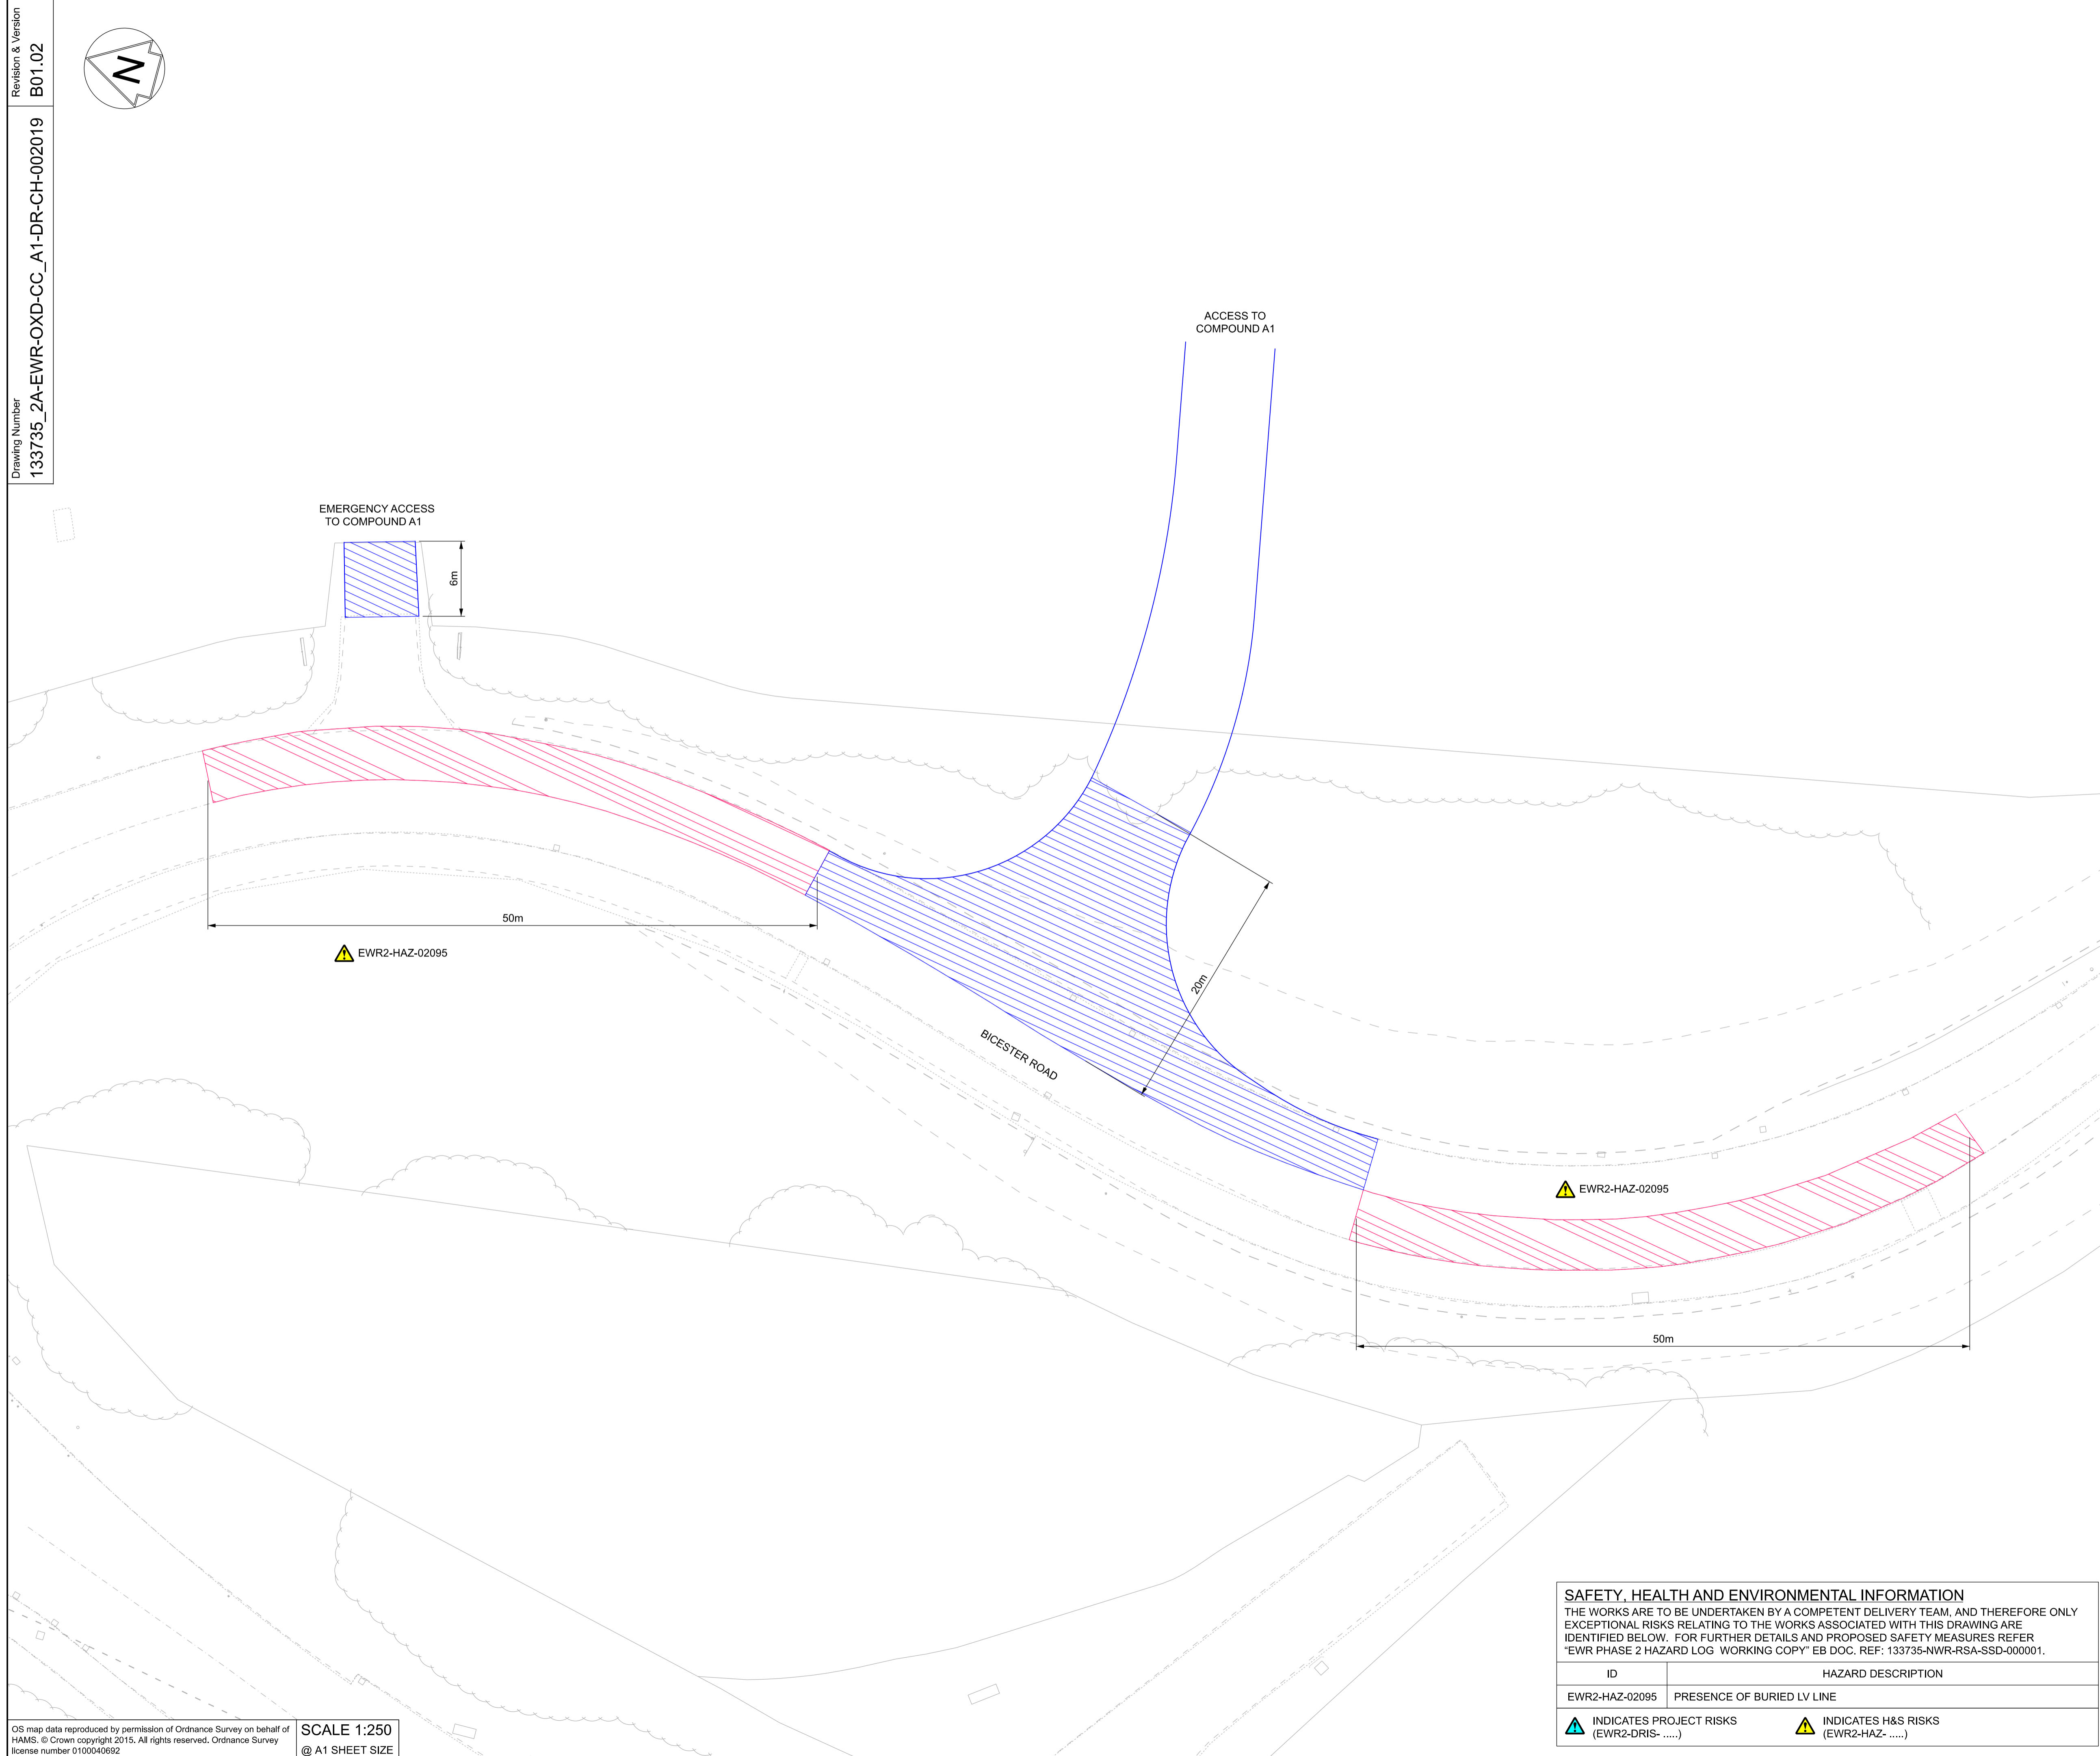 Revision & Version
B01.02
Drawing Number
133735_2A-EWR-OXD-CC_A1-DR-CH-002019
N
ACCESS TO
COMPOUND A1
EMERGENCY ACCESS
TO COMPOUND A1
6m
50m
EWR2-HAZ-02095
20m
BICESTER ROAD
EWR2-HAZ-02095
50m
SAFETY, HEALTH AND ENVIRONMENTAL INFORMATION
THE WORKS ARE TO BE UNDERTAKEN BY A COMPETENT DELIVERY TEAM, AND THEREFORE ONLY
EXCEPTIONAL RISKS RELATING TO THE WORKS ASSOCIATED WITH THIS DRAWING ARE
IDENTIFIED BELOW. FOR FURTHER DETAILS AND PROPOSED SAFETY MEASURES REFER
"EWR PHASE 2 HAZARD LOG WORKING COPY" EB DOC. REF: 133735-NWR-RSA-SSD-000001.
ID HAZARD DESCRIPTION
EWR2-HAZ-02095 PRESENCE OF BURIED LV LINE
INDICATES PROJECT RISKS
(EWR2-DRIS- .....)
INDICATES H&S RISKS
(EWR2-HAZ- .....)
OS map data reproduced by permission of Ordnance Survey on behalf of
HAMS. © Crown copyright 2015. All rights reserved. Ordnance Survey
license number 0100040692
SCALE 1:250
@ A1 SHEET SIZE